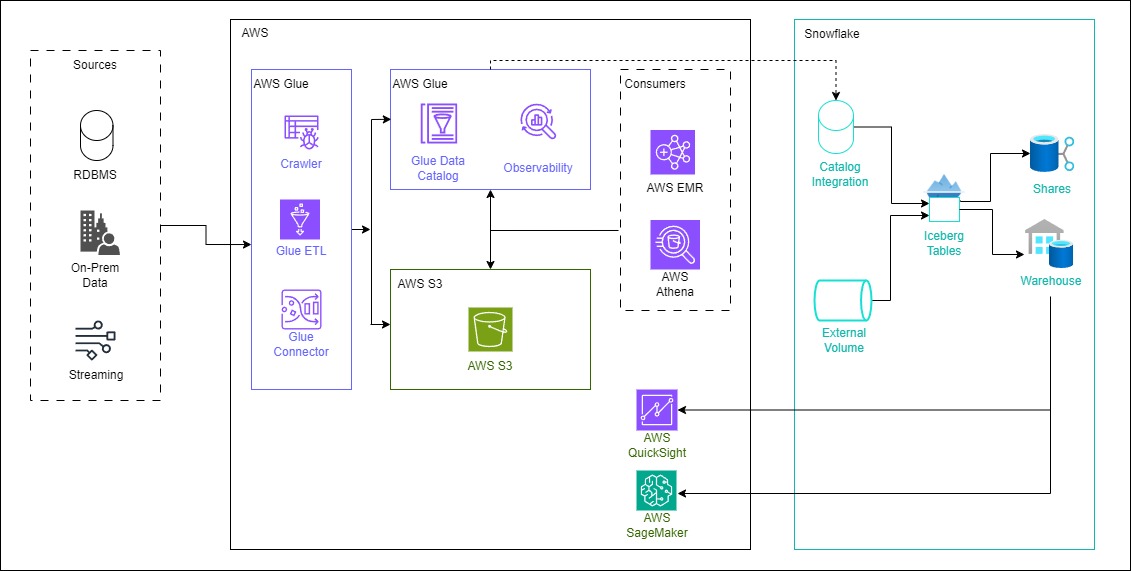 AWS
Snowflake
Sources
AWS Glue
AWS Glue
Consumers
RDBMS
Crawler
Glue Data
Catalog
Observability
AWS EMR
Catalog
Integration
Shares
On-Prem
Data
Glue ETL
AWS
Athena
Iceberg
Tables
Warehouse
AWS S3
Streaming
Glue
Connector
AWS S3
External
Volume
AWS
QuickSight
AWS
SageMaker